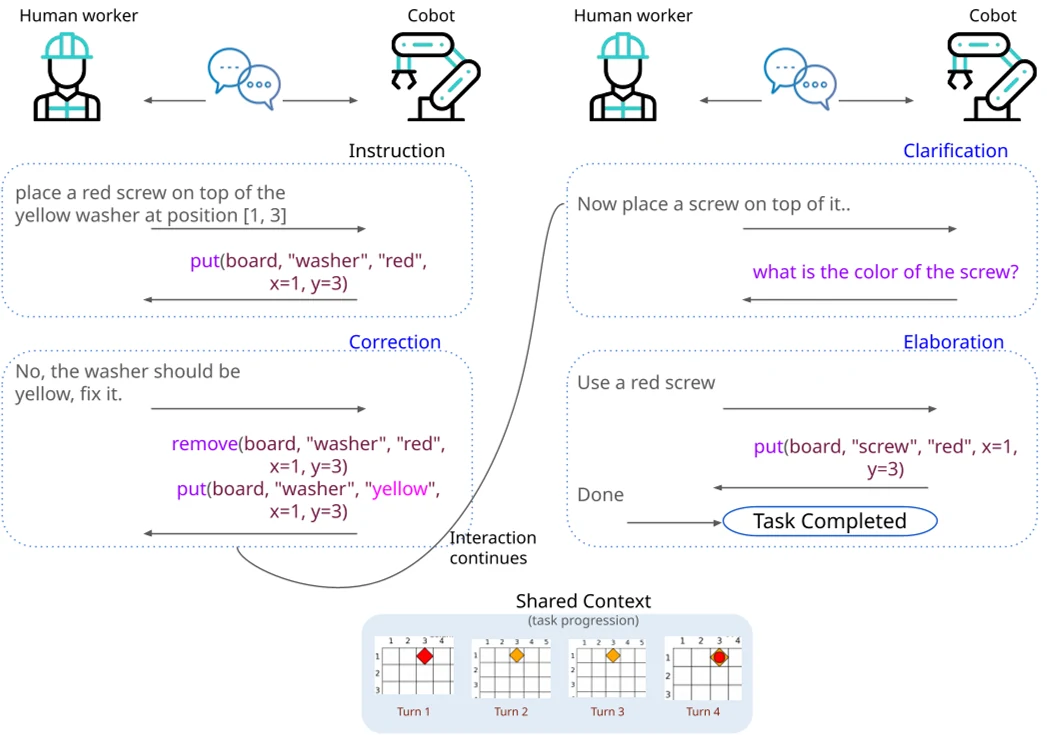 Human worker
Cobot
Human worker
Cobot
Instruction
place a red screw on top of the
yellow washer at position [1, 3]
put(board, "washer", "red",
x=1, y=3)
Correction
No, the washer should be
yellow, fix it.
remove(board, "washer", "red",
x=1, y=3)
put(board, "washer", "yellow",
x=1, y=3)
Interaction
continues
Clarification
Now place a screw on top of it..
what is the color of the screw?
Elaboration
Use a red screw
put(board, "screw", "red", x=1,
y=3)
Done
Task Completed
Shared Context
(task progression)
1 2 3 4
1
2
3
Turn 1
1 2 3 4 5
1
2
3
Turn 2
1 2 3 4 5
1
2
3
Turn 3
1 2 3 4
1
2
3
Turn 4